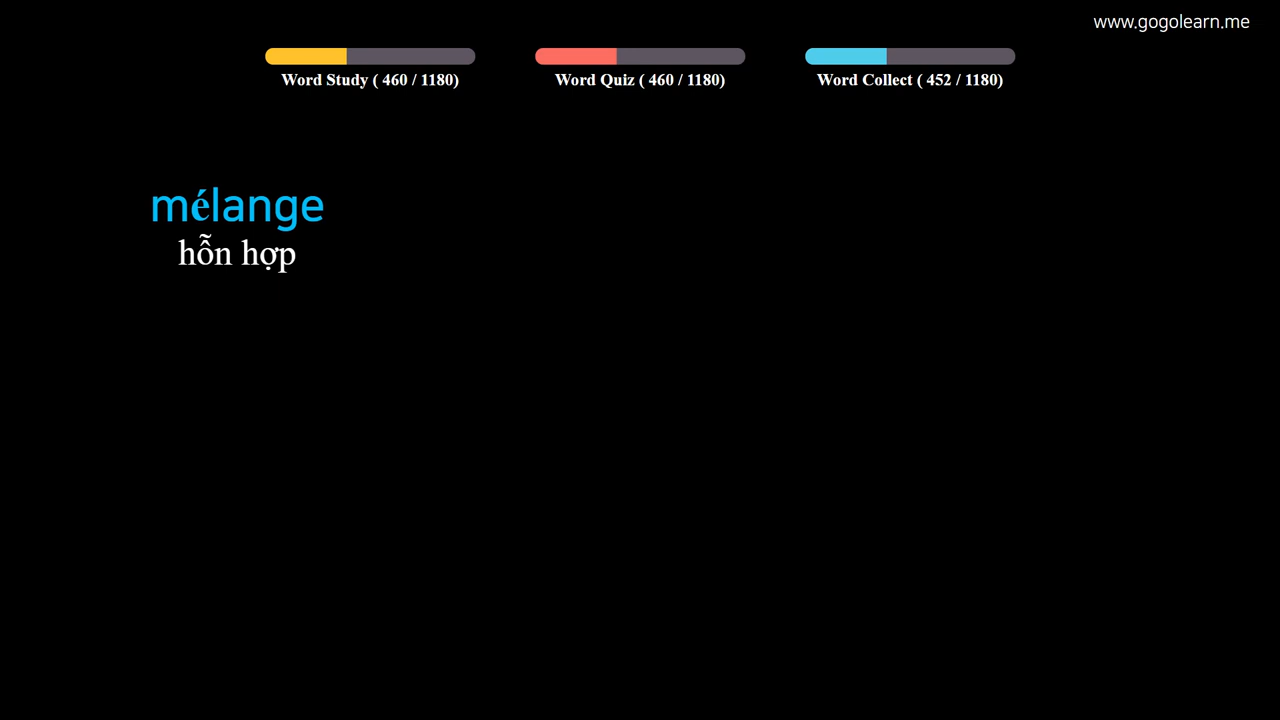 www.gogolearn.me
Word Study ( 460 / 1180)
Word Quiz ( 460 / 1180)
Word Collect ( 452 / 1180)
mélange
hỗn hợp